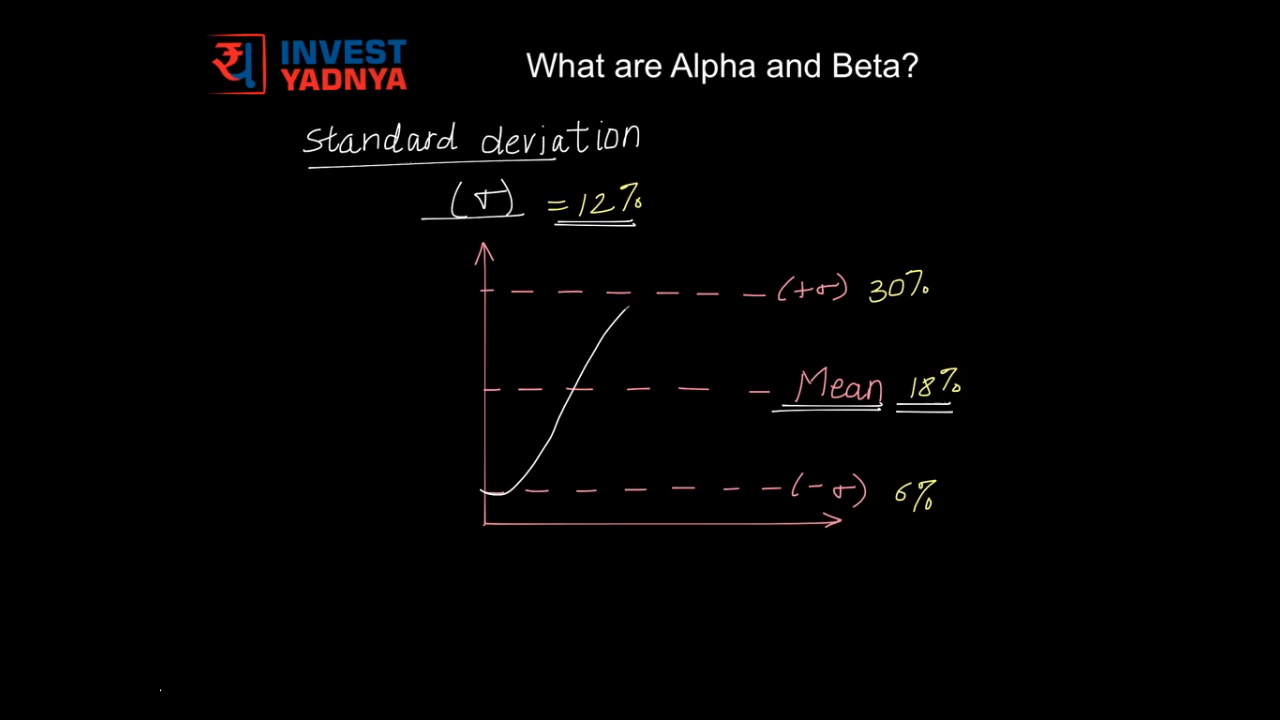 INVEST
YADNYA
What are Alpha and Beta?
Standard deviation
(σ) = 12%
(+σ) 30%
Mean 18%
(-σ) 6%